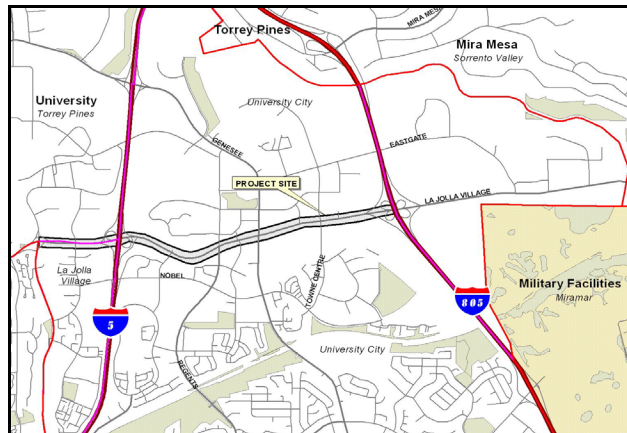 MIRA MESA
Torrey Pines
Mira Mesa
Sorrento Valley
University
Torrey Pines
University City
GENESEE
EASTGATE
PROJECT SITE
LA JOLLA VILLAGE
La Jolla
Village
NOBEL
TOWNE CENTRE
Military Facilities
Miramar
805
5
University City
REGENTS